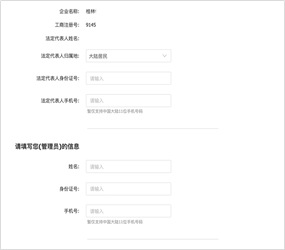 企业名称: 桂林
工商注册号: 9145
法定代表人姓名:
法定代表人归属地: 大陆居民
法定代表人身份证号: 请输入
法定代表人手机号: 请输入
暂仅支持中国大陆11位手机号码
请填写您(管理员)的信息
姓名: 请输入
身份证号: 请输入
手机号: 请输入
暂仅支持中国大陆11位手机号码